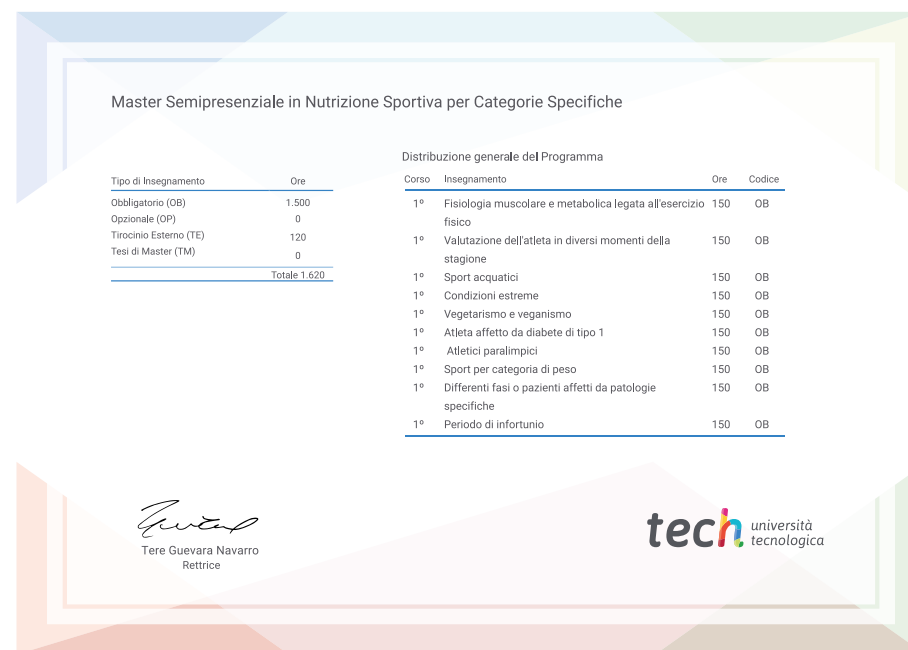 Master Semipresenziale in Nutrizione Sportiva per Categorie Specifiche
Tipo di Insegnamento Ore
Obbligatorio (OB) 1.500
Opzionale (OP) 0
Tirocinio Esterno (TE) 120
Tesi di Master (TM) 0
Totale 1.620
Distribuzione generale del Programma
Corso Insegnamento Ore Codice
1º Fisiologia muscolare e metabolica legata all'esercizio 150 OB
fisico
1º Valutazione dell'atleta in diversi momenti della 150 OB
stagione
1º Sport acquatici 150 OB
1º Condizioni estreme 150 OB
1º Vegetarismo e veganismo 150 OB
1º Atleta affetto da diabete di tipo 1 150 OB
1º Atletici paralimpici 150 OB
1º Sport per categoria di peso 150 OB
1º Differenti fasi o pazienti affetti da patologie 150 OB
specifiche
1º Periodo di infortunio 150 OB
Tere Guevara Navarro
Rettrice
tech università
tecnologica